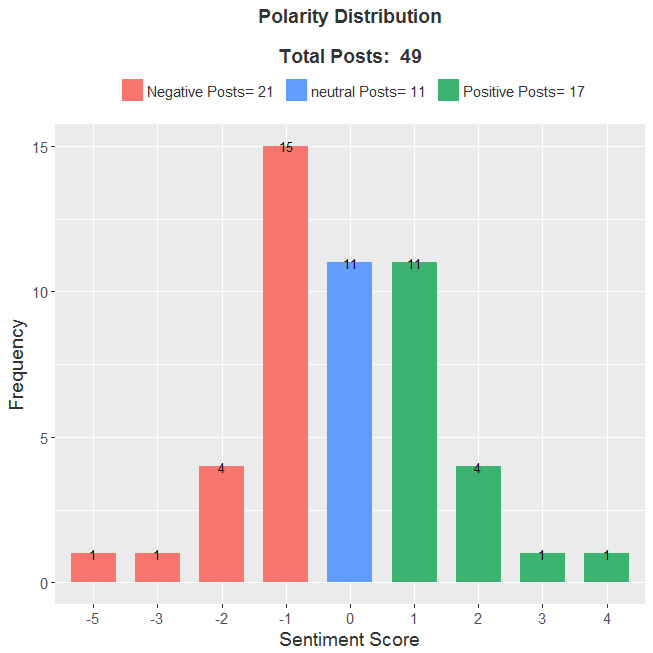 Polarity Distribution
Total Posts:  49
Negative Posts= 21 neutral Posts= 11 Positive Posts= 17
15
10
5
0
Frequency
1 1 4 15 11 11 4 1 1
-5 -3 -2 -1 0 1 2 3 4
Sentiment Score